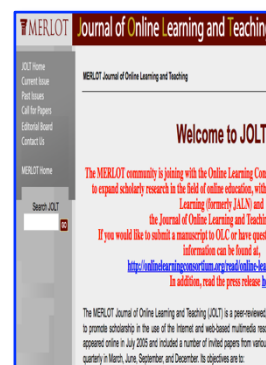 MERLOT Journal of Online Learning and Teaching
JOLT Home
Current Issue
Past Issues
Call for Papers
Editorial Board
Contact Us
MERLOT Home
Search JOLT
GO
MERLOT Journal of Online Learning and Teaching
Welcome to JOLT
The MERLOT community is joining with the Online Learning Con
to expand scholarly research in the field of online education, with
Learning (formerly JALN) and
the Journal of Online Learning and Teachin
If you would like to submit a manuscript to OLC or have quest
information can be found at,
http://onlinelearningconsortium.org/read/online-lea
In addition, read the press release h
The MERLOT Journal of Online Learning and Teaching (JOLT) is a peer-reviewed,
to promote scholarship in the use of the Internet and web-based multimedia reso
appeared online in July 2005 and included a number of invited papers from variou
quarterly in March, June, September, and December. Its objectives are to: